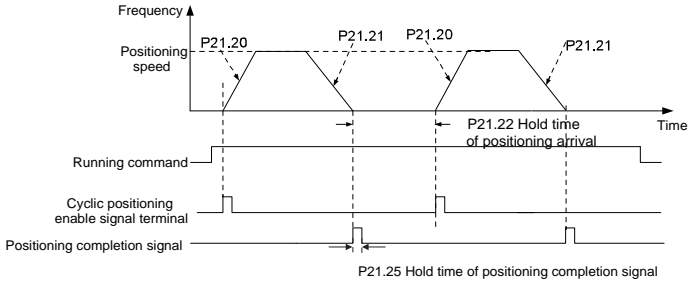 Frequency
P21.20
P21.21
P21.20
P21.21
Positioning
speed
P21.22 Hold time
of positioning arrival
Time
Running command
Cyclic positioning
enable signal terminal
Positioning completion signal
P21.25 Hold time of positioning completion signal